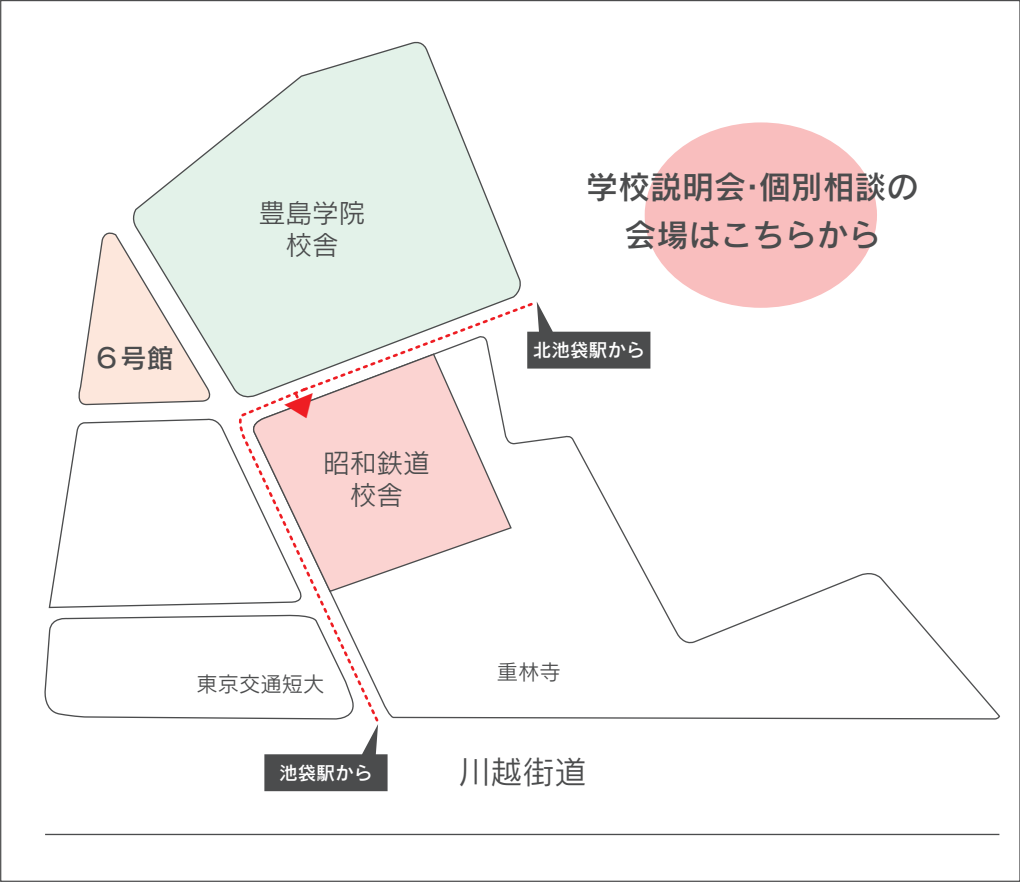 学校説明会・個別相談の
会場はこちらから
豊島学院
校舎
6号館
北池袋駅から
昭和鉄道
校舎
東京交通短大
重林寺
池袋駅から
川越街道